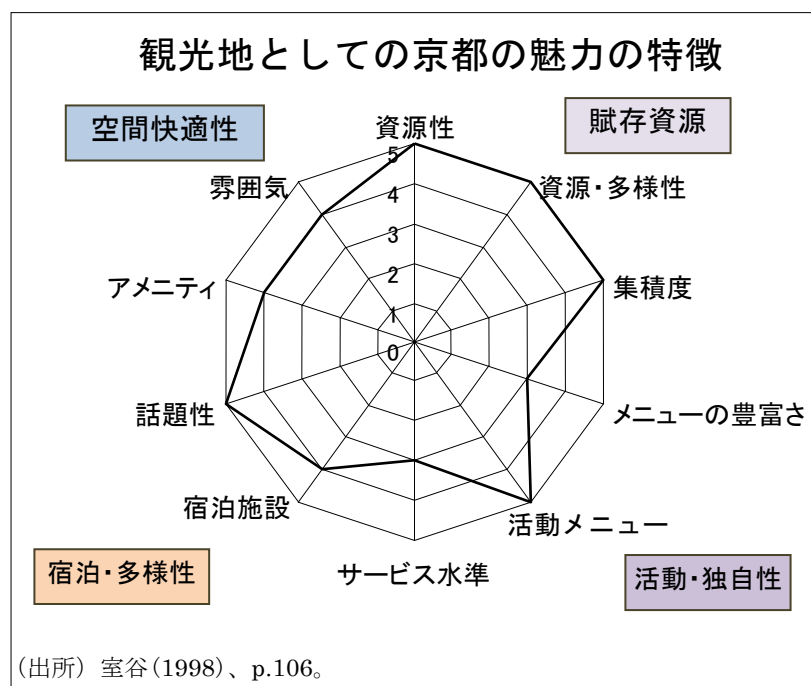 観光地としての京都の魅力の特徴
空間快適性
賦存資源
資源性
雰囲気
資源・多様性
アメニティ
集積度
5
4
3
2
1
0
話題性
メニューの豊富さ
宿泊施設
活動メニュー
サービス水準
宿泊・多様性
活動・独自性
(出所) 室谷(1998)、p.106。